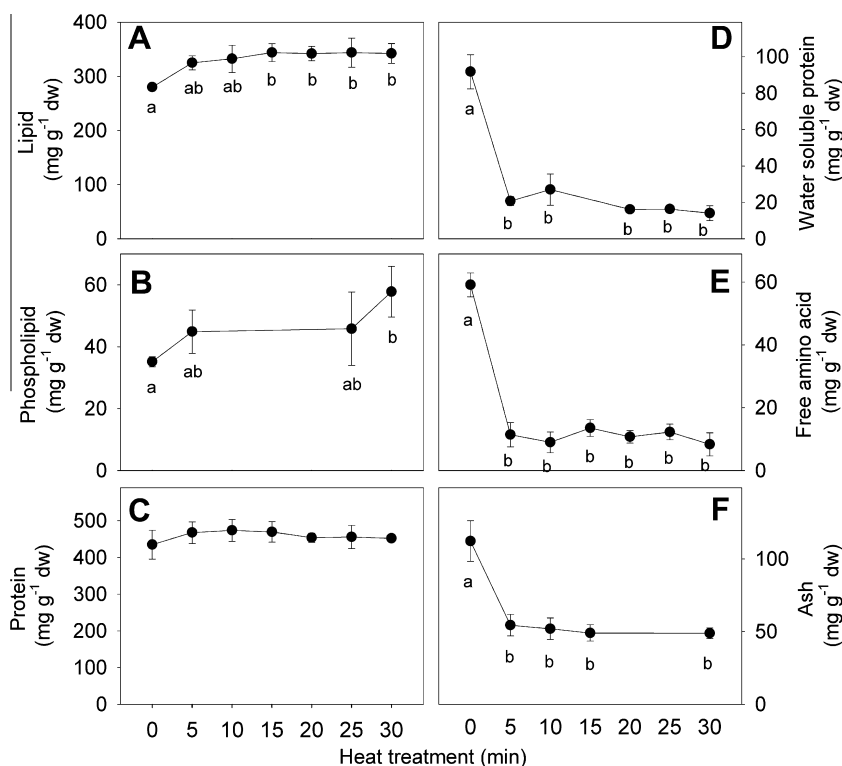 A
Lipid
(mg g⁻¹ dw)
400
300
200
100
0
a
ab
ab
b
b
b
b
D
Water soluble protein
(mg g⁻¹ dw)
100
80
60
40
20
0
a
b
b
b
b
b
B
Phospholipid
(mg g⁻¹ dw)
60
40
20
0
a
ab
ab
b
E
Free amino acid
(mg g⁻¹ dw)
60
40
20
0
a
b
b
b
b
b
b
C
Protein
(mg g⁻¹ dw)
500
400
300
200
100
0
F
Ash
(mg g⁻¹ dw)
100
50
0
a
b
b
b
b
0 5 10 15 20 25 30
0 5 10 15 20 25 30
Heat treatment (min)